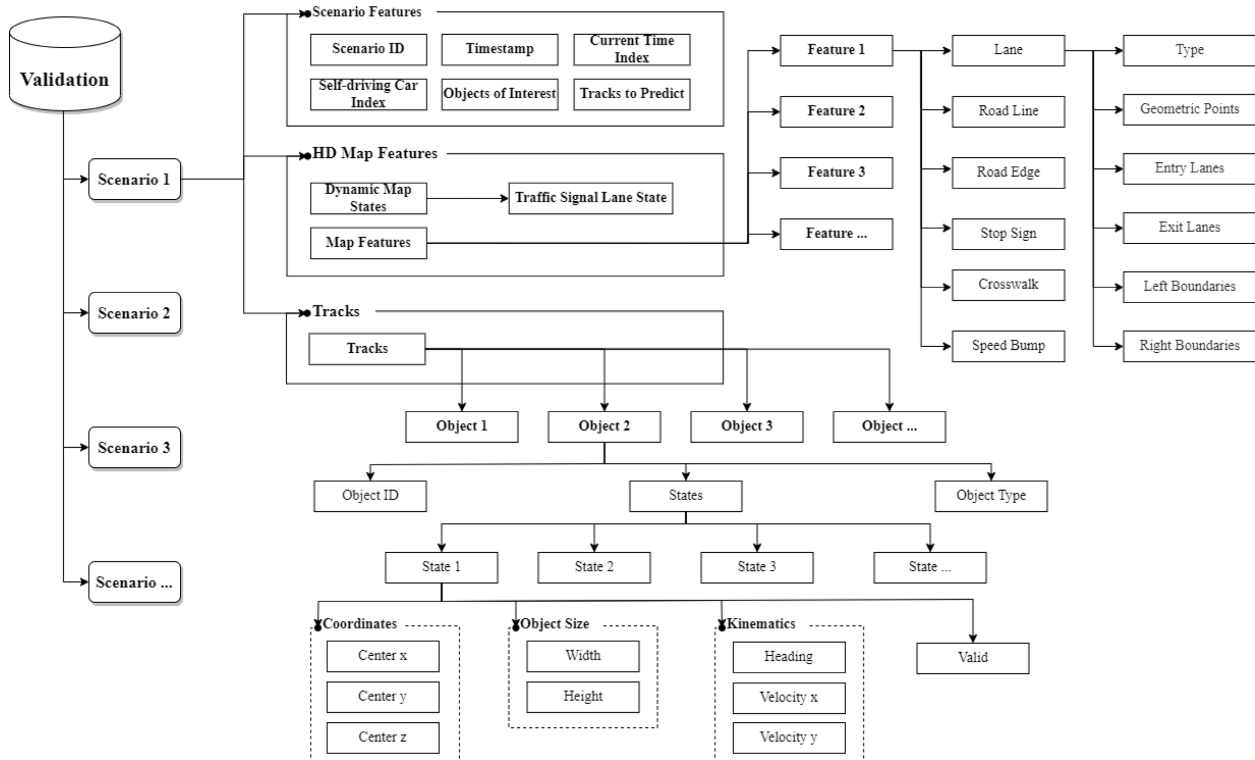 Validation
Scenario 1
Scenario 2
Scenario 3
Scenario ...
Scenario Features
Scenario ID
Timestamp
Current Time
Index
Self-driving Car
Index
Objects of Interest
Tracks to Predict
HD Map Features
Dynamic Map
States
Traffic Signal Lane State
Map Features
Tracks
Tracks
Feature 1
Feature 2
Feature 3
Feature ...
Lane
Road Line
Road Edge
Stop Sign
Crosswalk
Speed Bump
Type
Geometric Points
Entry Lanes
Exit Lanes
Left Boundaries
Right Boundaries
Object 1
Object 2
Object 3
Object ...
Object ID
States
Object Type
State 1
State 2
State 3
State ...
Coordinates
Center x
Center y
Center z
Object Size
Width
Height
Kinematics
Heading
Velocity x
Velocity y
Valid